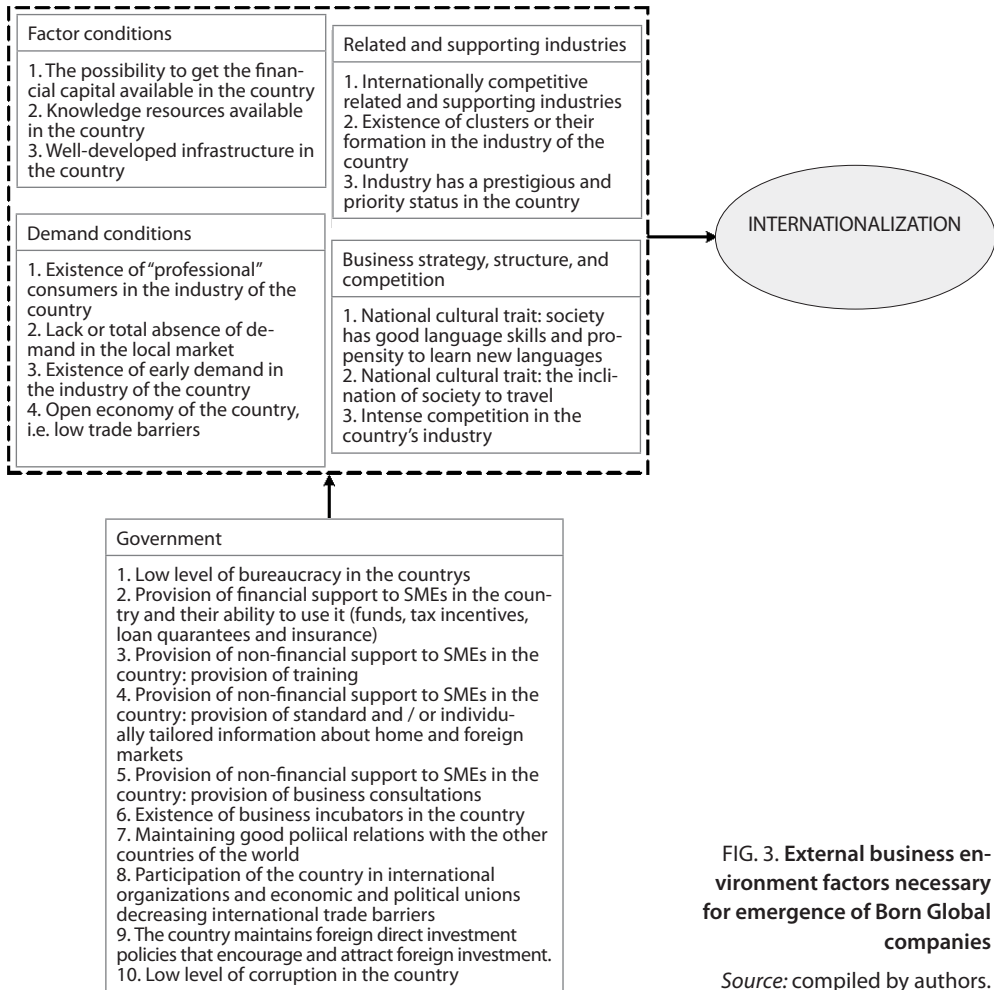 Factor conditions
1. The possibility to get the finan-
cial capital available in the country
2. Knowledge resources available
in the country
3. Well-developed infrastructure in
the country
Related and supporting industries
1. Internationally competitive
related and supporting industries
2. Existence of clusters or their
formation in the industry of the
country
3. Industry has a prestigious and
priority status in the country
Demand conditions
1. Existence of “professional”
consumers in the industry of the
country
2. Lack or total absence of de-
mand in the local market
3. Existence of early demand in
the industry of the country
4. Open economy of the country,
i.e. low trade barriers
Business strategy, structure, and
competition
1. National cultural trait: society
has good language skills and pro-
pensity to learn new languages
2. National cultural trait: the incli-
nation of society to travel
3. Intense competition in the
country’s industry
INTERNATIONALIZATION
Government
1. Low level of bureaucracy in the countrys
2. Provision of financial support to SMEs in the coun-
try and their ability to use it (funds, tax incentives,
loan quarantees and insurance)
3. Provision of non-financial support to SMEs in the
country: provision of training
4. Provision of non-financial support to SMEs in the
country: provision of standard and / or individu-
ally tailored information about home and foreign
markets
5. Provision of non-financial support to SMEs in the
country: provision of business consultations
6. Existence of business incubators in the country
7. Maintaining good poliical relations with the other
countries of the world
8. Participation of the country in international
organizations and economic and political unions
decreasing international trade barriers
9. The country maintains foreign direct investment
policies that encourage and attract foreign investment.
10. Low level of corruption in the country
FIG. 3. External business en-
vironment factors necessary
for emergence of Born Global
companies
Source: compiled by authors.